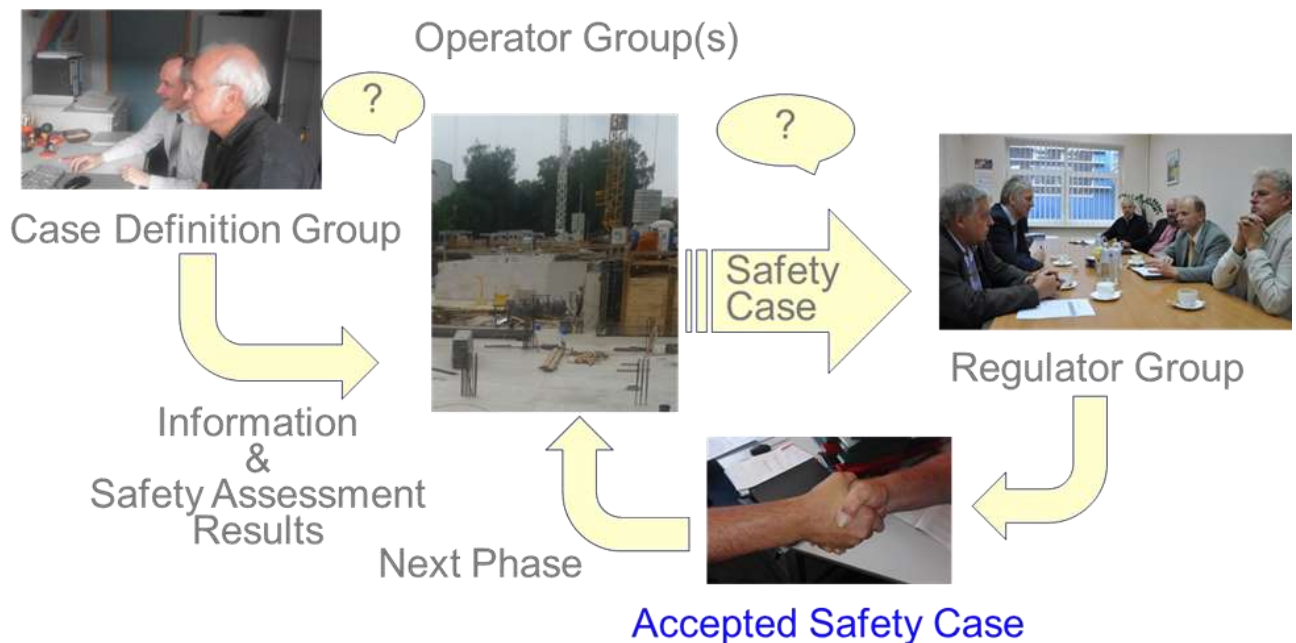 Operator Group(s)
?
?
Case Definition Group
Safety
Case
Regulator Group
Information
&
Safety Assessment
Results
Next Phase
Accepted Safety Case